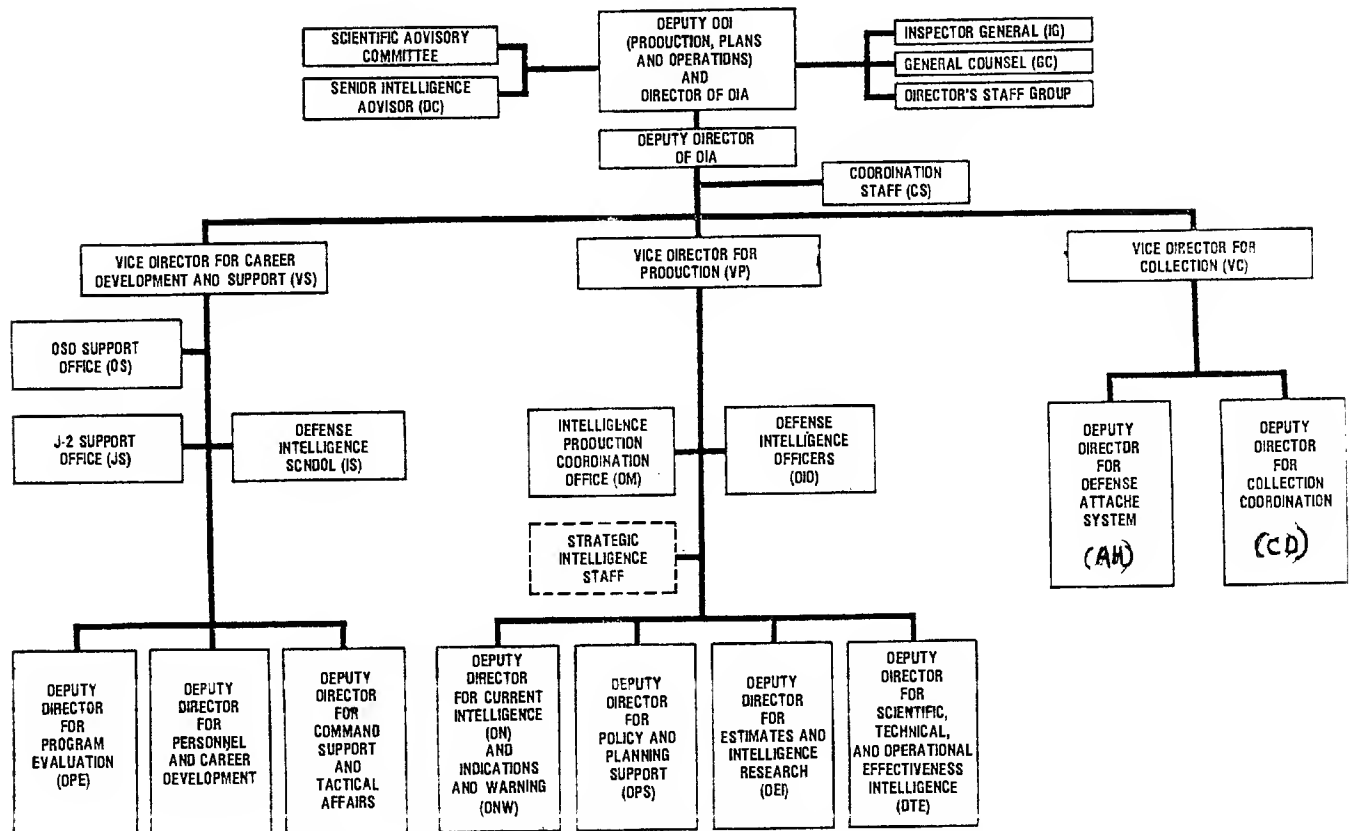 DEPUTY DDI
(PRODUCTION, PLANS
AND OPERATIONS)
AND
DIRECTOR OF DIA
SCIENTIFIC ADVISORY
COMMITTEE
SENIOR INTELLIGENCE
ADVISOR (DC)
INSPECTOR GENERAL (IG)
GENERAL COUNSEL (GC)
DIRECTOR'S STAFF GROUP
DEPUTY DIRECTOR
OF DIA
COORDINATION
STAFF (CS)
VICE DIRECTOR FOR CAREER
DEVELOPMENT AND SUPPORT (VS)
VICE DIRECTOR FOR
PRODUCTION (VP)
VICE DIRECTOR FOR
COLLECTION (VC)
OSD SUPPORT
OFFICE (OS)
J-2 SUPPORT
OFFICE (JS)
DEFENSE
INTELLIGENCE
SCHOOL (IS)
INTELLIGENCE
PRODUCTION
COORDINATION
OFFICE (DM)
DEFENSE
INTELLIGENCE
OFFICERS
(DIO)
STRATEGIC
INTELLIGENCE
STAFF
DEPUTY
DIRECTOR
FOR
DEFENSE
ATTACHE
SYSTEM
(AH)
DEPUTY
DIRECTOR
FOR
COLLECTION
COORDINATION
(CD)
DEPUTY
DIRECTOR
FOR
PROGRAM
EVALUATION
(DPE)
DEPUTY
DIRECTOR
FOR
PERSONNEL
AND CAREER
DEVELOPMENT
DEPUTY
DIRECTOR
FOR
COMMAND
SUPPORT
AND
TACTICAL
AFFAIRS
DEPUTY
DIRECTOR
FOR CURRENT
INTELLIGENCE
(DN)
AND
INDICATIONS
AND WARNING
(DNW)
DEPUTY
DIRECTOR
FOR
POLICY AND
PLANNING
SUPPORT
(DPS)
DEPUTY
DIRECTOR
FOR
ESTIMATES AND
INTELLIGENCE
RESEARCH
(DEI)
DEPUTY
DIRECTOR
FOR
SCIENTIFIC,
TECHNICAL,
AND OPERATIONAL
EFFECTIVENESS
INTELLIGENCE
(DTE)